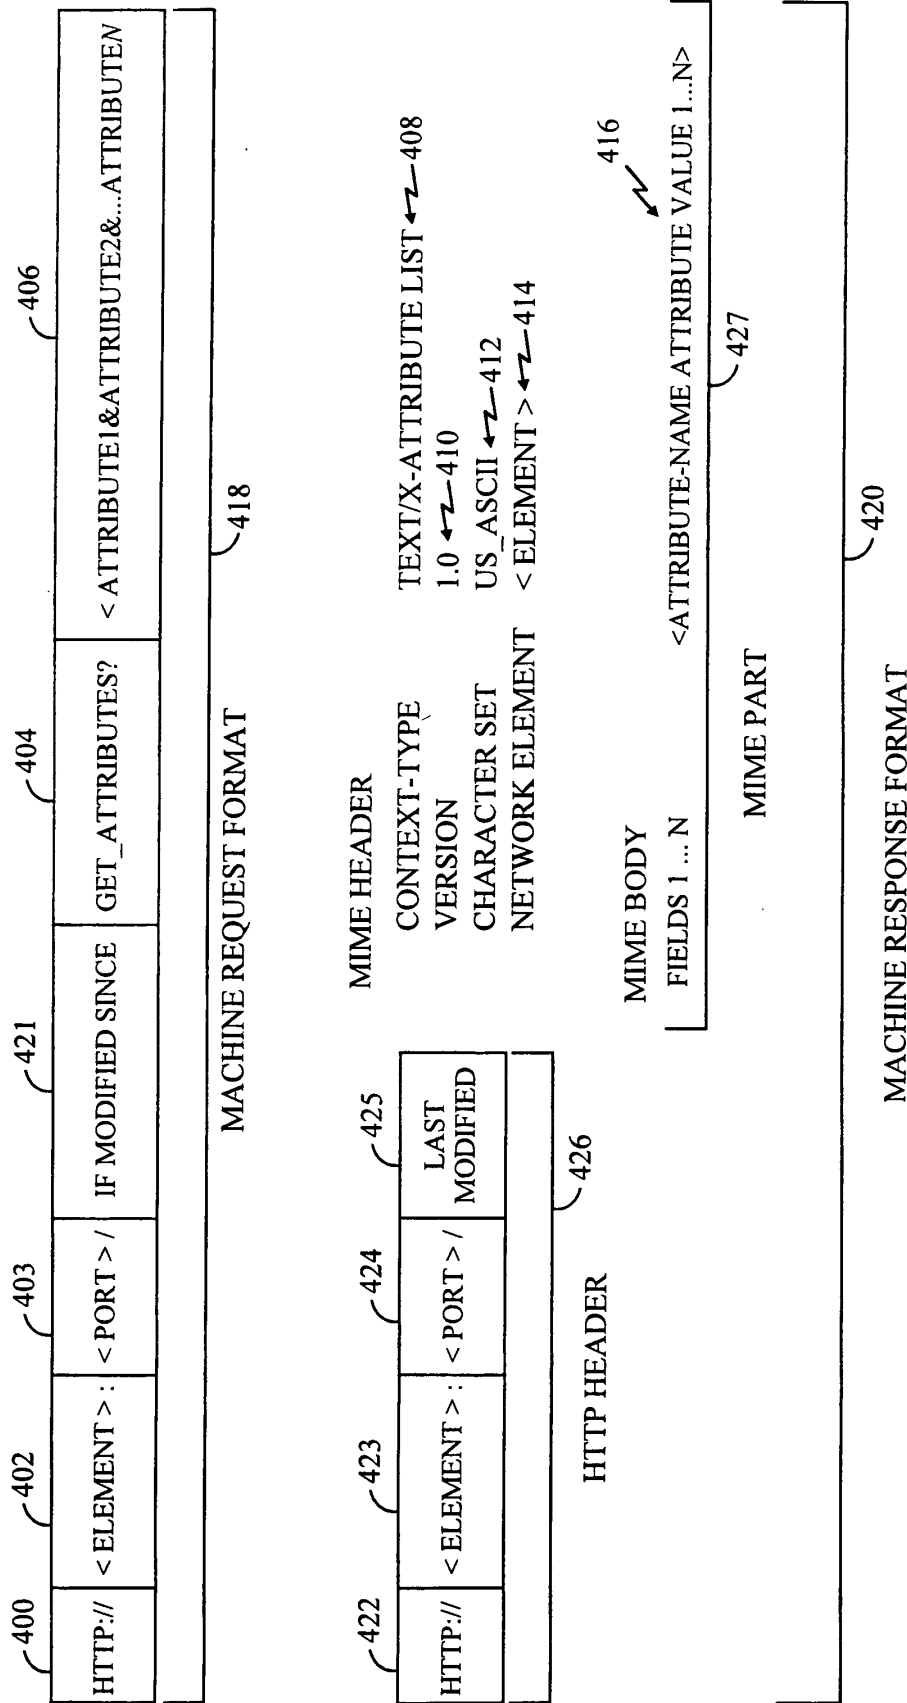 400 402 403 421 404 406
HTTP:// < ELEMENT > : < PORT > / IF MODIFIED SINCE GET_ATTRIBUTES? < ATTRIBUTE1&ATTRIBUTE2&...ATTRIBUTEN
418
MACHINE REQUEST FORMAT
422 423 424 425
HTTP:// < ELEMENT > : < PORT > / LAST
MODIFIED
426
HTTP HEADER
MIME HEADER
CONTEXT-TYPE TEXT/X-ATTRIBUTE LIST 408
VERSION 1.0 410
CHARACTER SET US_ASCII 412
NETWORK ELEMENT < ELEMENT > 414
416
MIME BODY
FIELDS 1 ... N <ATTRIBUTE-NAME ATTRIBUTE VALUE 1...N>
427
MIME PART
420
MACHINE RESPONSE FORMAT